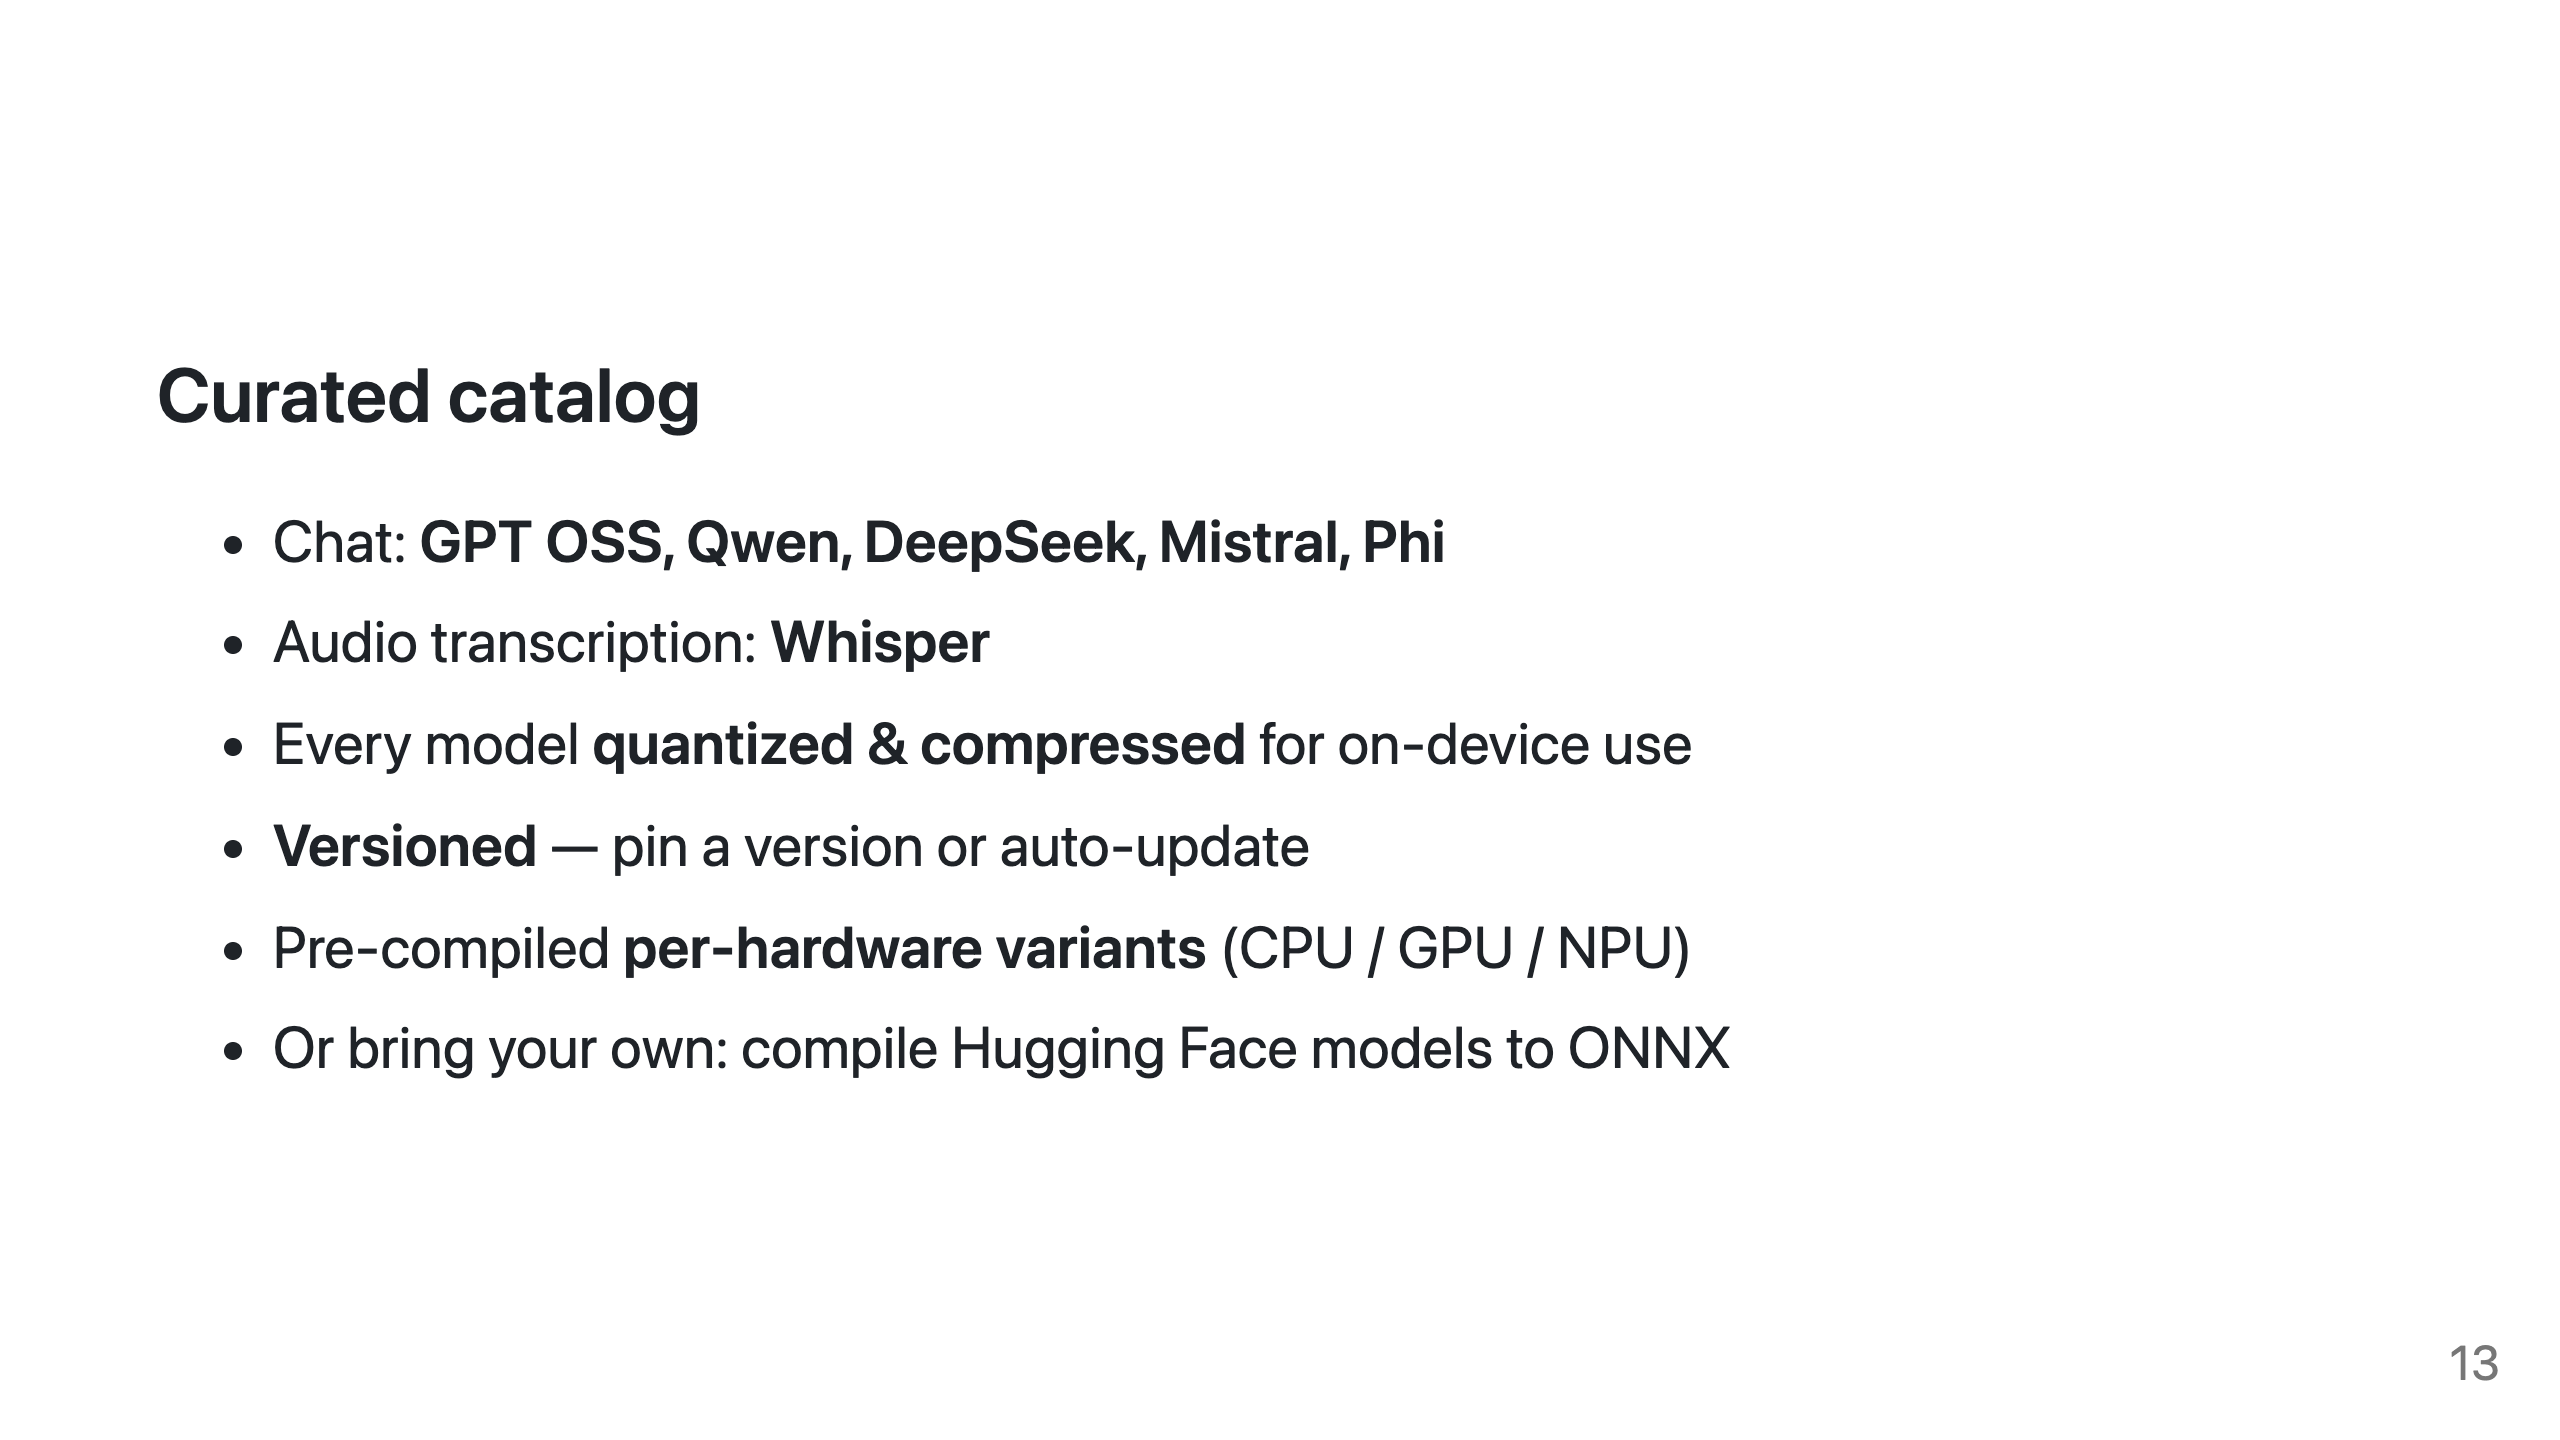 Curated catalog
• Chat: GPT OSS, Qwen, DeepSeek, Mistral, Phi
• Audio transcription: Whisper
• Every model quantized & compressed for on-device use
• Versioned — pin a version or auto-update
• Pre-compiled per-hardware variants (CPU / GPU / NPU)
• Or bring your own: compile Hugging Face models to ONNX
13